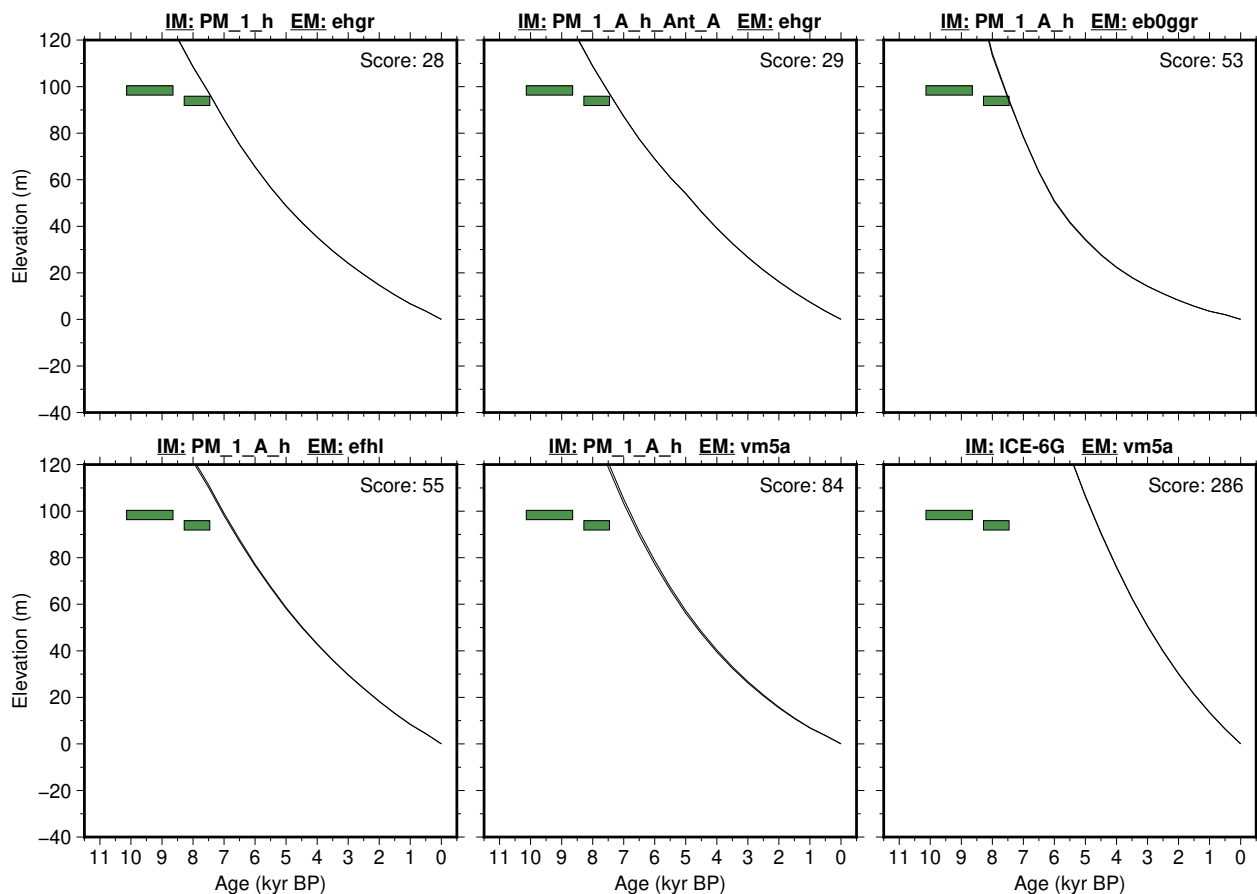 IM: PM_1_h EM: ehgr
IM: PM_1_A_h_Ant_A EM: ehgr
IM: PM_1_A_h EM: eb0ggr
Score: 28
Score: 29
Score: 53
120
100
80
60
40
20
0
−20
−40
Elevation (m)
IM: PM_1_A_h EM: efhl
IM: PM_1_A_h EM: vm5a
IM: ICE-6G EM: vm5a
Score: 55
Score: 84
Score: 286
120
100
80
60
40
20
0
−20
−40
Elevation (m)
11 10 9 8 7 6 5 4 3 2 1 0
11 10 9 8 7 6 5 4 3 2 1 0
11 10 9 8 7 6 5 4 3 2 1 0
Age (kyr BP)
Age (kyr BP)
Age (kyr BP)